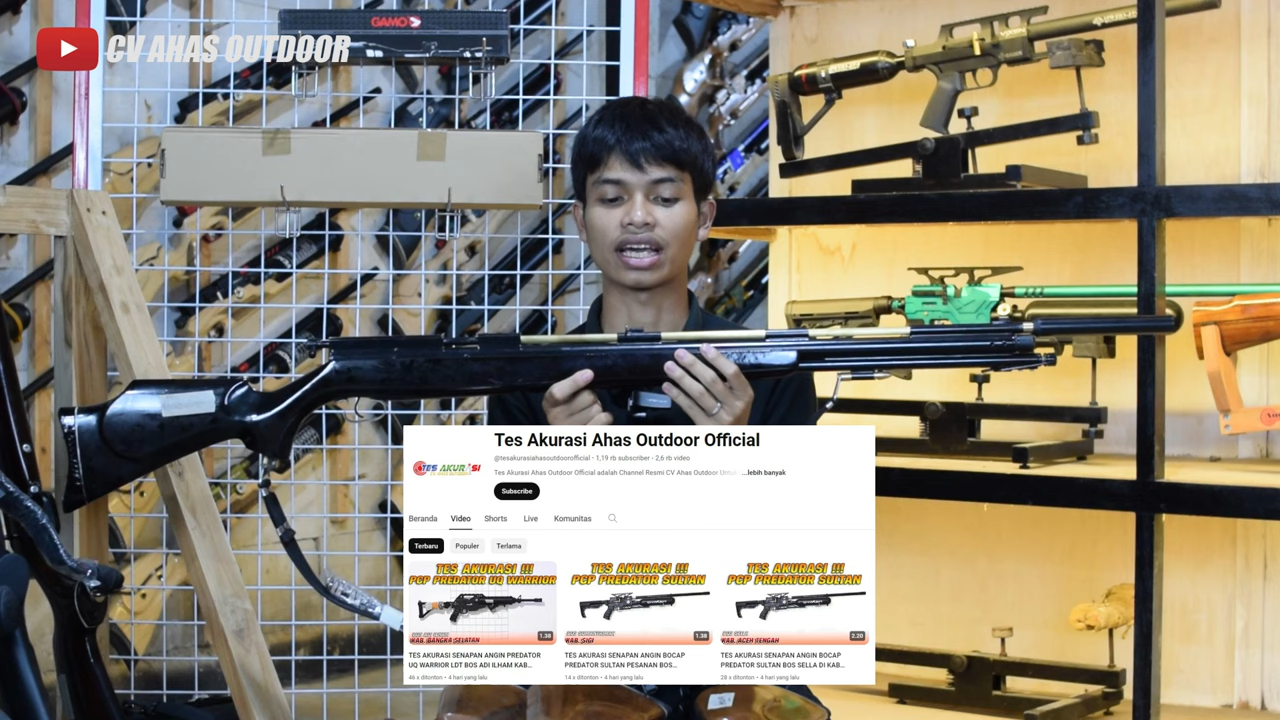 GAMO
CV AHAS OUTDOOR
Tes Akurasi Ahas Outdoor Official
@tesakurasiahasoutdoorofficial • 1,19 rb subscriber • 2,6 rb video
Tes Akurasi Ahas Outdoor Official adalah Channel Resmi CV Ahas Outdoor Untu ...lebih banyak
TES AKURASI
Subscribe
Beranda Video Shorts Live Komunitas
Terbaru Populer Terlama
TES AKURASI !!!
PCP PREDATOR UQ WARRIOR
KAB. BANGKA SELATAN
1.38
TES AKURASI SENAPAN ANGIN PREDATOR
UQ WARRIOR LDT BOS ADI ILHAM KAB...
46 x ditonton • 4 hari yang lalu
TES AKURASI !!!
PCP PREDATOR SULTAN
KAB. SIGI
1.38
TES AKURASI SENAPAN ANGIN BOCAP
PREDATOR SULTAN PESANAN BOS...
14 x ditonton • 4 hari yang lalu
TES AKURASI !!!
PCP PREDATOR SULTAN
BOS SELLA
KAB. ACEH TENGAH
2.20
TES AKURASI SENAPAN ANGIN BOCAP
PREDATOR SULTAN BOS SELLA DI KAB...
28 x ditonton • 4 hari yang lalu